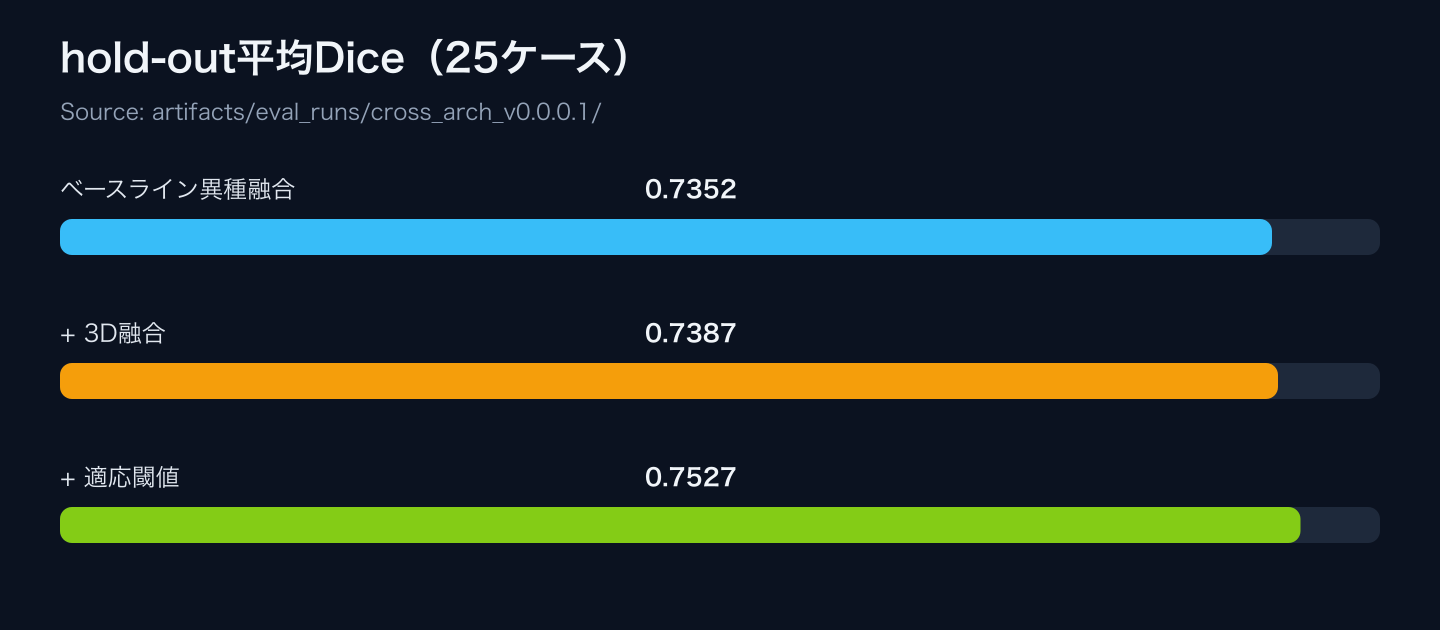 hold-out平均Dice（25ケース）
Source: artifacts/eval_runs/cross_arch_v0.0.0.1/
ベースライン異種融合 0.7352
+ 3D融合 0.7387
+ 適応閾値 0.7527